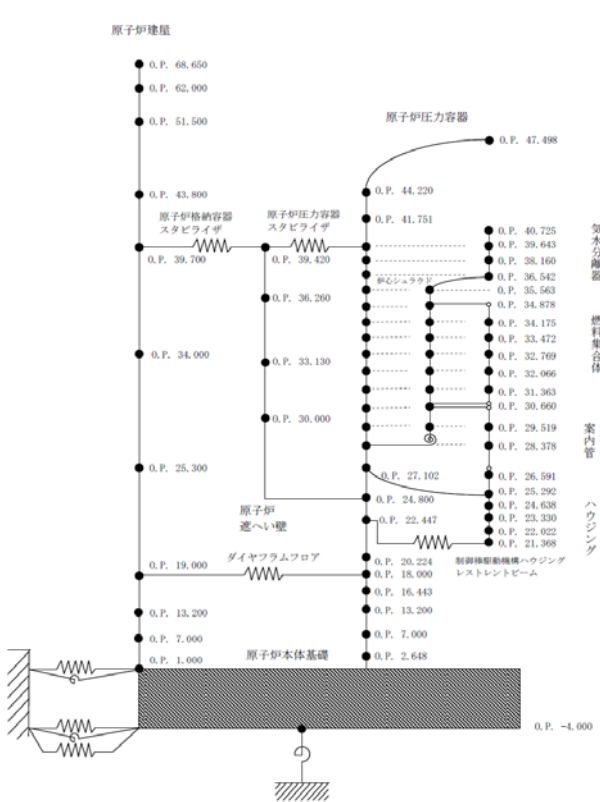 原子炉建屋
O.P. 68.650
O.P. 62.000
O.P. 51.500
O.P. 43.800
O.P. 39.700
O.P. 34.000
O.P. 25.300
O.P. 19.000
O.P. 13.200
O.P. 7.000
O.P. 1.000
原子炉格納容器
スタビライザ
原子炉圧力容器
スタビライザ
O.P. 39.420
O.P. 36.260
O.P. 33.130
O.P. 30.000
原子炉
遮へい壁
ダイヤフラムフロア
原子炉本体基礎
原子炉圧力容器
O.P. 47.498
O.P. 44.220
O.P. 41.751
炉心シュラウド
O.P. 27.102
O.P. 24.800
O.P. 22.447
O.P. 20.224
O.P. 18.000
O.P. 16.443
O.P. 13.200
O.P. 7.000
O.P. 2.648
O.P. 40.725
O.P. 39.643
O.P. 38.160
O.P. 36.542
O.P. 35.563
O.P. 34.878
O.P. 34.175
O.P. 33.472
O.P. 32.769
O.P. 32.066
O.P. 31.363
O.P. 30.660
O.P. 29.519
O.P. 28.378
O.P. 26.591
O.P. 25.292
O.P. 24.638
O.P. 23.330
O.P. 22.022
O.P. 21.368
制御棒駆動機構ハウジング
レストレントビーム
気水分離器
燃料集合体
案内管
ハウジング
O.P. -4.000